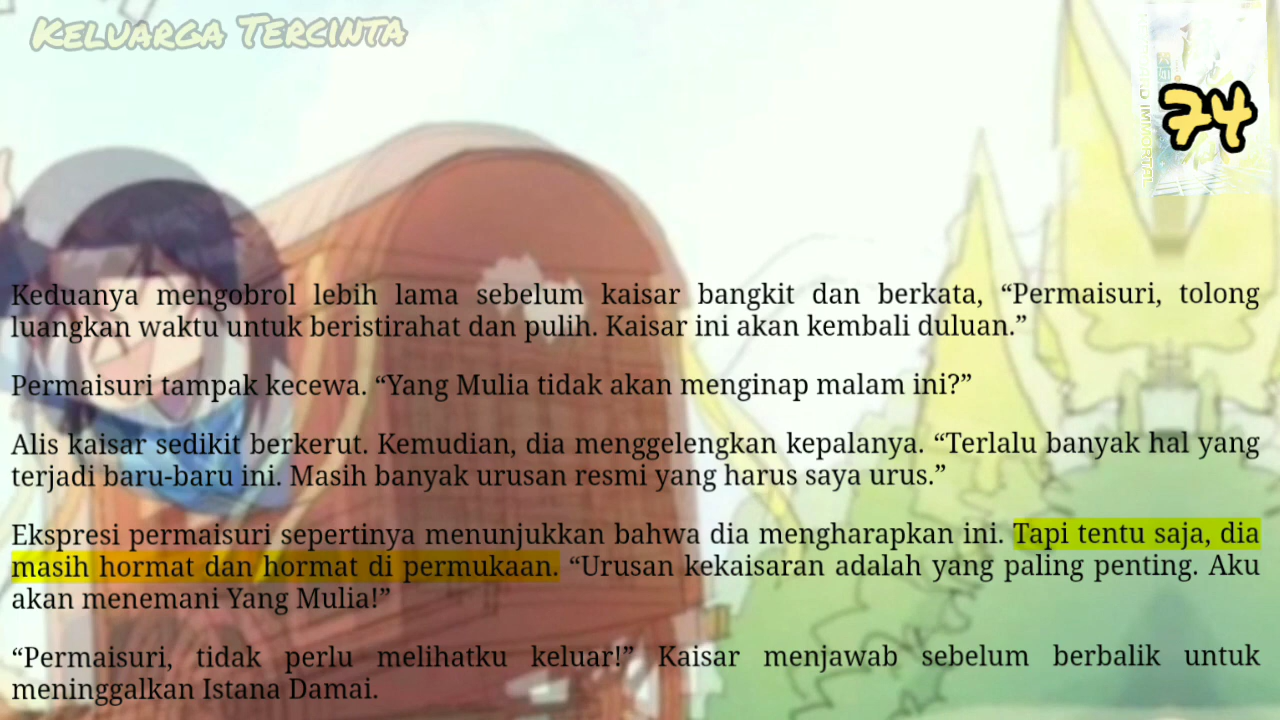 Keluarga Tercinta
74
Keduanya mengobrol lebih lama sebelum kaisar bangkit dan berkata, “Permaisuri, tolong
luangkan waktu untuk beristirahat dan pulih. Kaisar ini akan kembali duluan.”
Permaisuri tampak kecewa. “Yang Mulia tidak akan menginap malam ini?”
Alis kaisar sedikit berkerut. Kemudian, dia menggelengkan kepalanya. “Terlalu banyak hal yang
terjadi baru-baru ini. Masih banyak urusan resmi yang harus saya urus.”
Ekspresi permaisuri sepertinya menunjukkan bahwa dia mengharapkan ini. Tapi tentu saja, dia
masih hormat dan hormat di permukaan. “Urusan kekaisaran adalah yang paling penting. Aku
akan menemani Yang Mulia!”
“Permaisuri, tidak perlu melihatku keluar!” Kaisar menjawab sebelum berbalik untuk
meninggalkan Istana Damai.